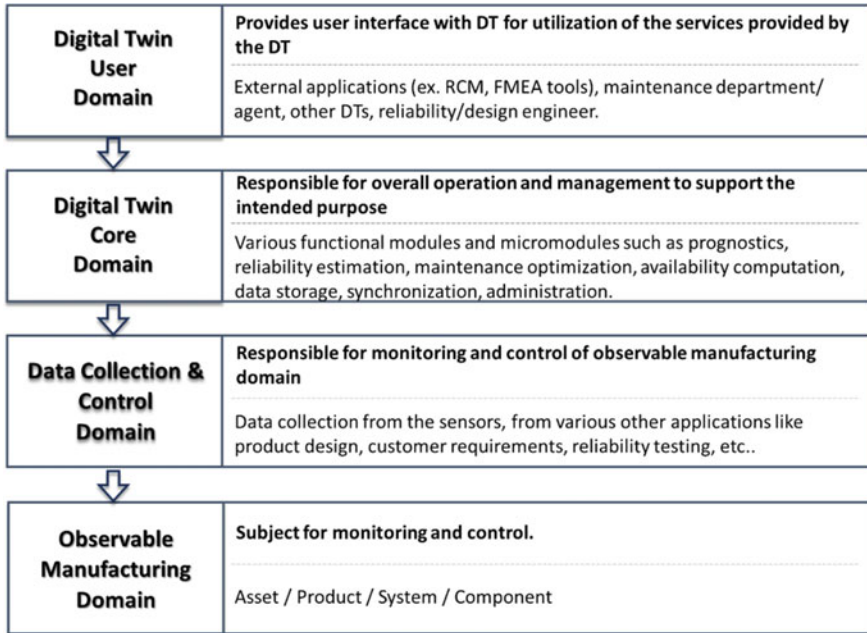 Digital Twin
User
Domain
Provides user interface with DT for utilization of the services provided by
the DT
External applications (ex. RCM, FMEA tools), maintenance department/
agent, other DTs, reliability/design engineer.
Digital Twin
Core
Domain
Responsible for overall operation and management to support the
intended purpose
Various functional modules and micromodules such as prognostics,
reliability estimation, maintenance optimization, availability computation,
data storage, synchronization, administration.
Data Collection &
Control
Domain
Responsible for monitoring and control of observable manufacturing
domain
Data collection from the sensors, from various other applications like
product design, customer requirements, reliability testing, etc..
Observable
Manufacturing
Domain
Subject for monitoring and control.
Asset / Product / System / Component